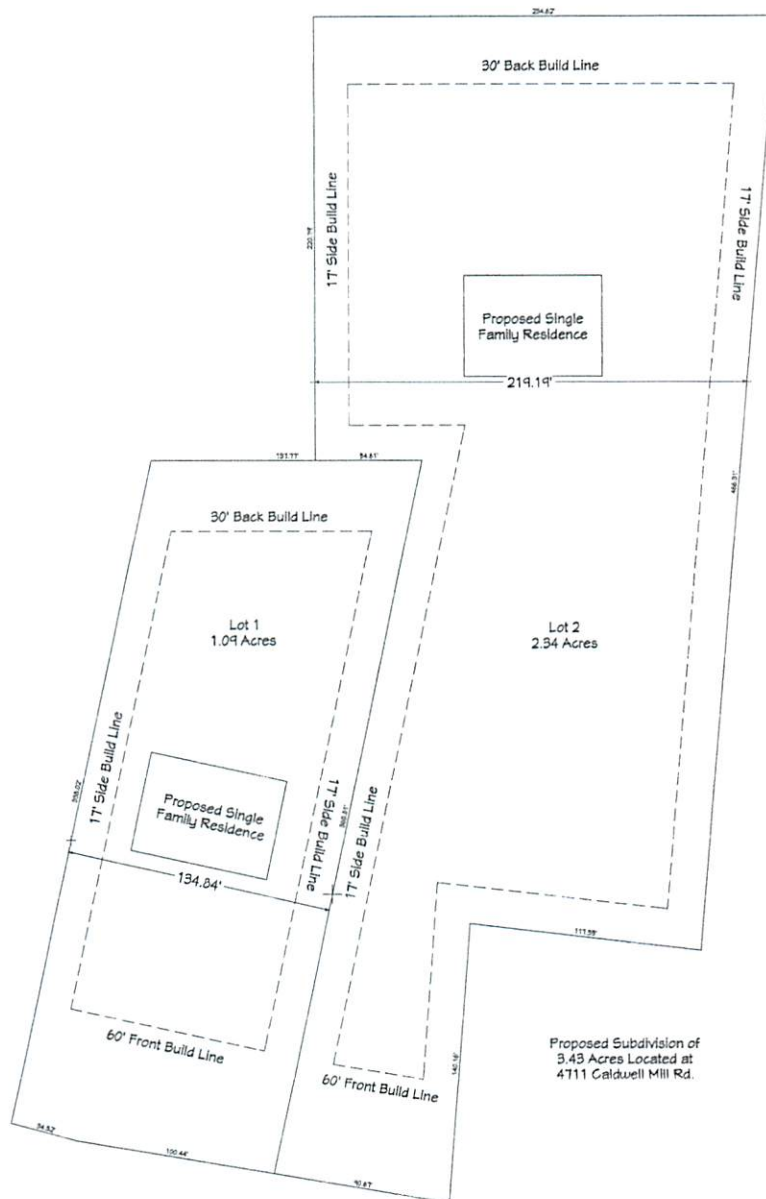 30' Back Build Line
17' Side Build Line
17' Side Build Line
Proposed Single
Family Residence
219.19'
30' Back Build Line
Lot 1
1.09 Acres
Lot 2
2.34 Acres
17' Side Build Line
Proposed Single
Family Residence
17' Side Build Line
17' Side Build Line
134.84'
60' Front Build Line
60' Front Build Line
Proposed Subdivision of
3.43 Acres Located at
4711 Caldwell Mill Rd.